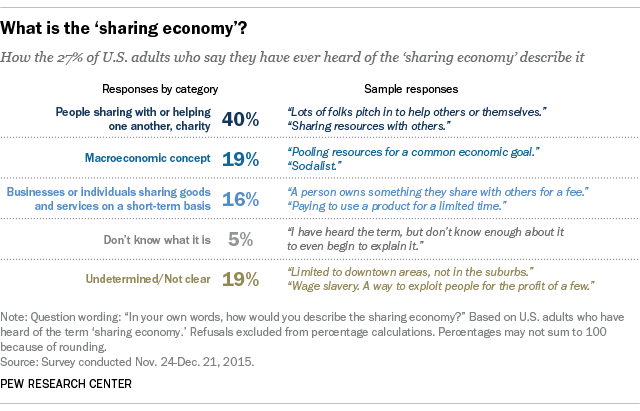 What is the ‘sharing economy’?
How the 27% of U.S. adults who say they have ever heard of the ‘sharing economy’ describe it
Responses by category
Sample responses
People sharing with or helping
one another, charity
40%
“Lots of folks pitch in to help others or themselves.”
“Sharing resources with others.”
Macroeconomic concept
19%
“Pooling resources for a common economic goal.”
“Socialist.”
Businesses or individuals sharing goods
and services on a short-term basis
16%
“A person owns something they share with others for a fee.”
“Paying to use a product for a limited time.”
Don’t know what it is
5%
“I have heard the term, but don’t know enough about it
to even begin to explain it.”
Undetermined/Not clear
19%
“Limited to downtown areas, not in the suburbs.”
“Wage slavery. A way to exploit people for the profit of a few.”
Note: Question wording: “In your own words, how would you describe the sharing economy?” Based on U.S. adults who have
heard of the term ‘sharing economy.’ Refusals excluded from percentage calculations. Percentages may not sum to 100
because of rounding.
Source: Survey conducted Nov. 24-Dec. 21, 2015.
PEW RESEARCH CENTER